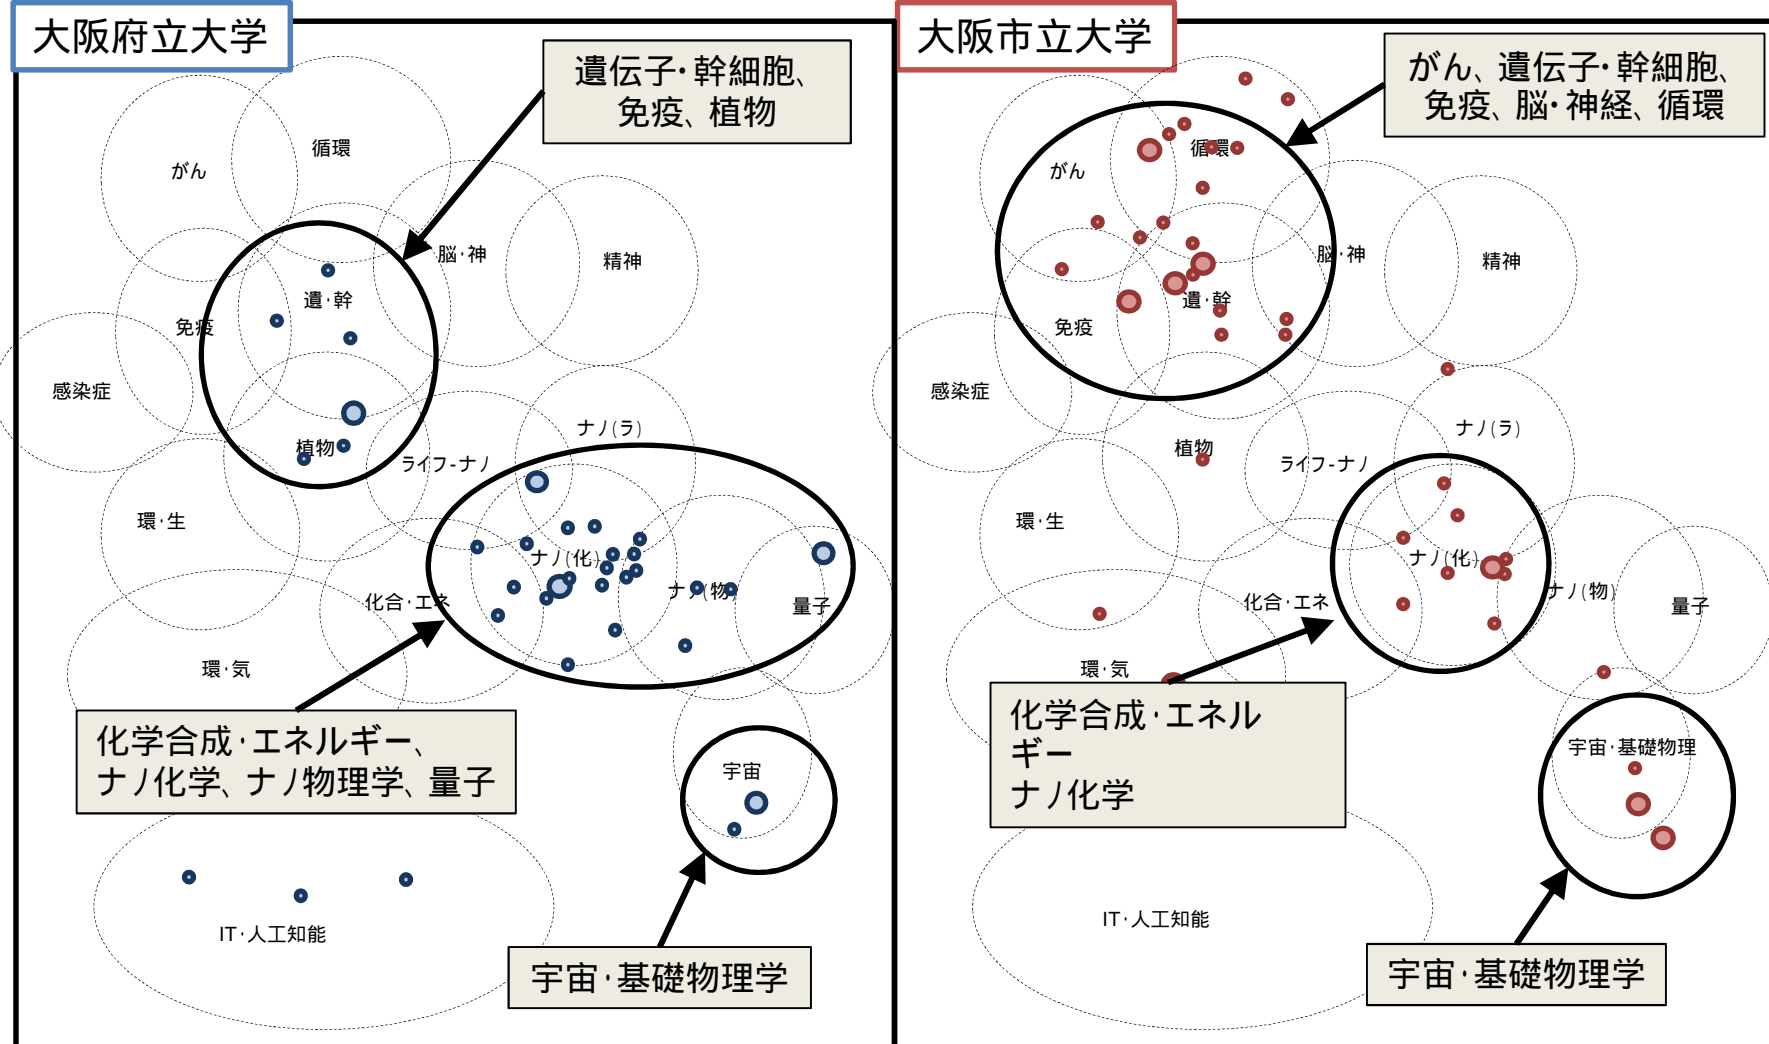 大阪府立大学
遺伝子・幹細胞、
免疫、植物
循環
がん
脳・神
精神
遺・幹
免疫
感染症
ナノ(ラ)
植物
ライフ-ナノ
環・生
ナノ(化)
ナノ(物)
化合・エネ
量子
環・気
化学合成・エネルギー、
ナノ化学、ナノ物理学、量子
宇宙
IT・人工知能
宇宙・基礎物理学
大阪市立大学
がん、遺伝子・幹細胞、
免疫、脳・神経、循環
循環
がん
脳・神
精神
遺・幹
免疫
感染症
ナノ(ラ)
植物
ライフ-ナノ
環・生
ナノ(化)
ナノ(物)
化合・エネ
量子
環・気
化学合成・エネル
ギー
ナノ化学
宇宙・基礎物理
IT・人工知能
宇宙・基礎物理学